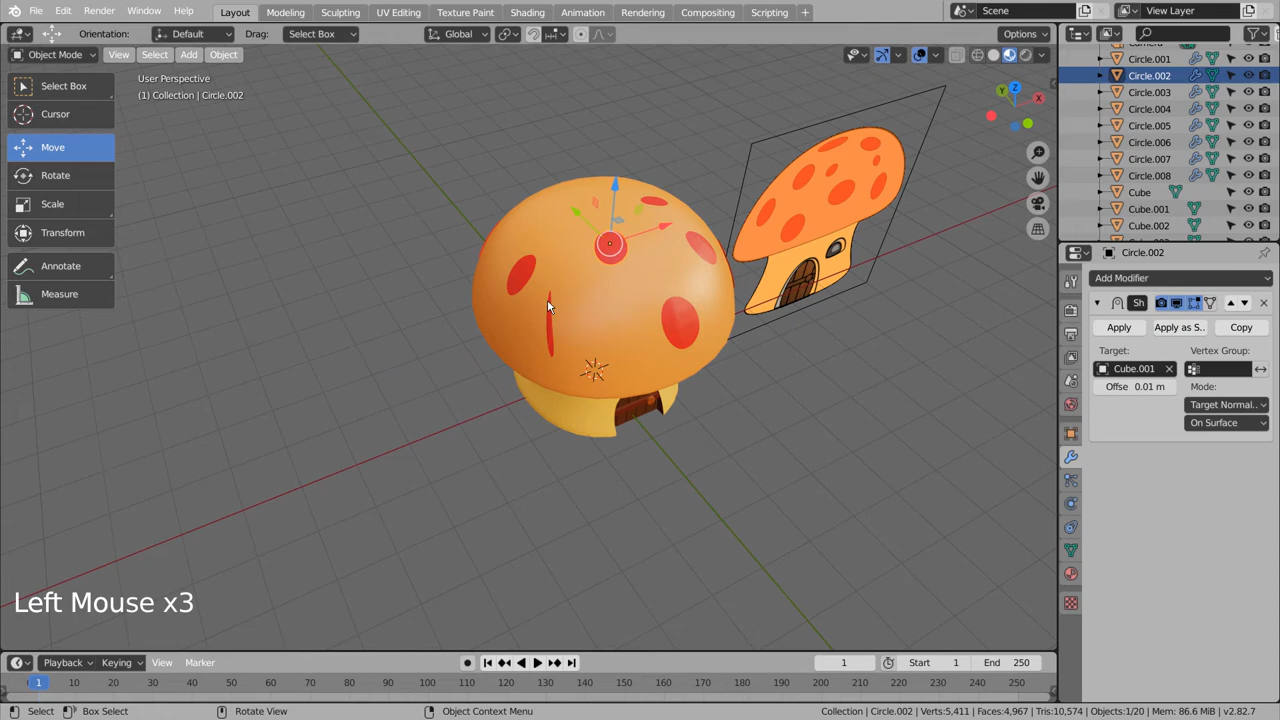 File Edit Render Window Help Layout Modeling Sculpting UV Editing Texture Paint Shading Animation Rendering Compositing Scripting + Scene View Layer
Orientation: Default Drag: Select Box Global Options
Object Mode View Select Add Object
User Perspective
(1) Collection | Circle.002
Select Box
Cursor
Move
Rotate
Scale
Transform
Annotate
Measure
Z
Y
X
Circle.001
Circle.002
Circle.003
Circle.004
Circle.005
Circle.006
Circle.007
Circle.008
Cube
Cube.001
Cube.002
Circle.002
Add Modifier
Sh
Apply Apply as S.. Copy
Target: Vertex Group:
Cube.001
Offse 0.01 m Mode:
Target Normal..
On Surface
Left Mouse x3
Playback Keying View Marker 1 Start 1 End 250
1 10 20 30 40 50 60 70 80 90 100 110 120 130 140 150 160 170 180 190 200 210 220 230 240 250
Select Box Select Rotate View Object Context Menu Collection | Circle.002 | Verts:5,411 | Faces:4,967 | Tris:10,574 | Objects:1/20 | Mem: 86.6 MiB | v2.82.7